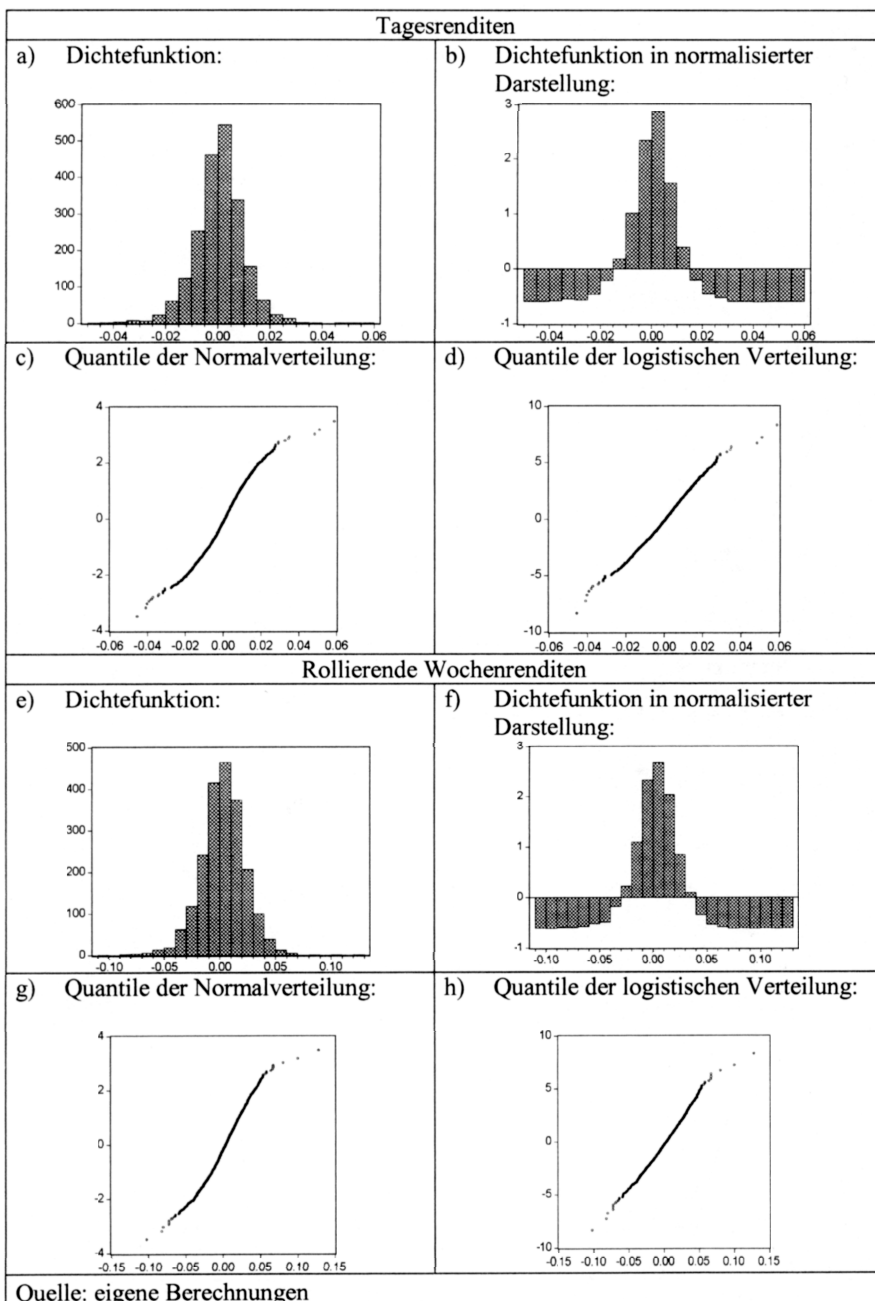 Tagesrenditen
a) Dichtefunktion:
b) Dichtefunktion in normalisierter
Darstellung:
600
500
400
300
200
100
0
-0.04 -0.02 0.00 0.02 0.04 0.06
3
2
1
0
-1
-0.04 -0.02 0.00 0.02 0.04 0.06
c) Quantile der Normalverteilung:
d) Quantile der logistischen Verteilung:
4
2
0
-2
-4
-0.06 -0.04 -0.02 0.00 0.02 0.04 0.06
10
5
0
-5
-10
-0.06 -0.04 -0.02 0.00 0.02 0.04 0.06
Rollierende Wochenrenditen
e) Dichtefunktion:
f) Dichtefunktion in normalisierter
Darstellung:
500
400
300
200
100
0
-0.10 -0.05 0.00 0.05 0.10
3
2
1
0
-1
-0.10 -0.05 0.00 0.05 0.10
g) Quantile der Normalverteilung:
h) Quantile der logistischen Verteilung:
4
2
0
-2
-4
-0.15 -0.10 -0.05 0.00 0.05 0.10 0.15
10
5
0
-5
-10
-0.15 -0.10 -0.05 0.00 0.05 0.10 0.15
Quelle: eigene Berechnungen